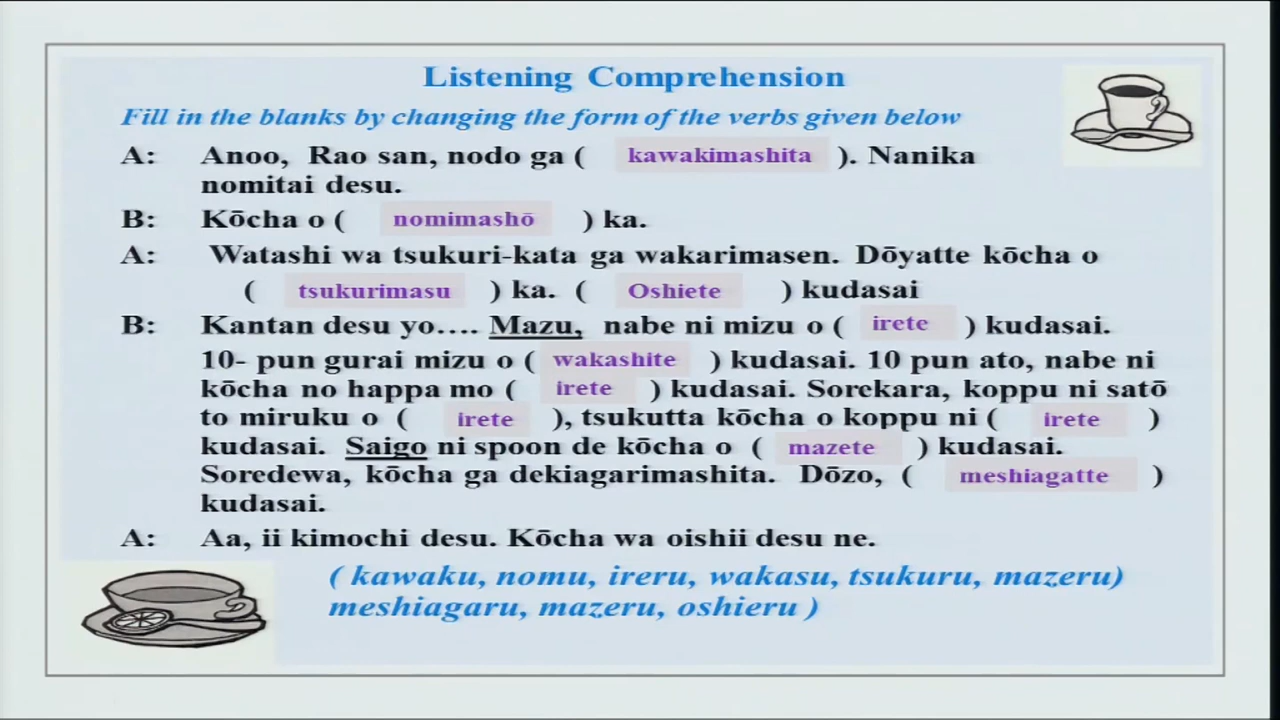 Listening Comprehension
Fill in the blanks by changing the form of the verbs given below
A: Anoo, Rao san, nodo ga ( kawakimashita ). Nanika
nomitai desu.
B: Kōcha o ( nomimashō ) ka.
A: Watashi wa tsukuri-kata ga wakarimasen. Dōyatte kōcha o
( tsukurimasu ) ka. ( Oshiete ) kudasai
B: Kantan desu yo.... Mazu, nabe ni mizu o ( irete ) kudasai.
10- pun gurai mizu o ( wakashite ) kudasai. 10 pun ato, nabe ni
kōcha no happa mo ( irete ) kudasai. Sorekara, koppu ni satō
to miruku o ( irete ), tsukutta kōcha o koppu ni ( irete )
kudasai. Saigo ni spoon de kōcha o ( mazete ) kudasai.
Soredewa, kōcha ga dekiagarimashita. Dōzo, ( meshiagatte )
kudasai.
A: Aa, ii kimochi desu. Kōcha wa oishii desu ne.
( kawaku, nomu, ireru, wakasu, tsukuru, mazeru)
meshiagaru, mazeru, oshieru )